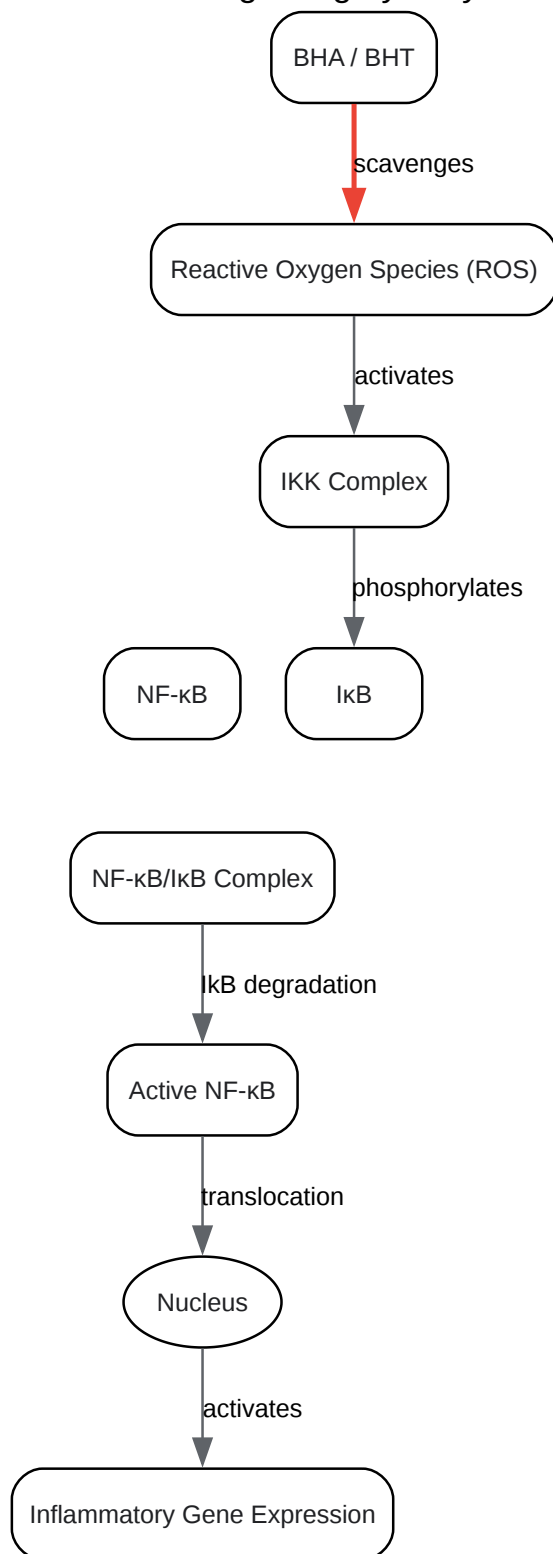 BHA / BHT
scavenges
Reactive Oxygen Species (ROS)
activates
IKK Complex
phosphorylates
NF-κB
IκB
NF-κB/IκB Complex
IkB degradation
Active NF-κB
translocation
Nucleus
activates
Inflammatory Gene Expression